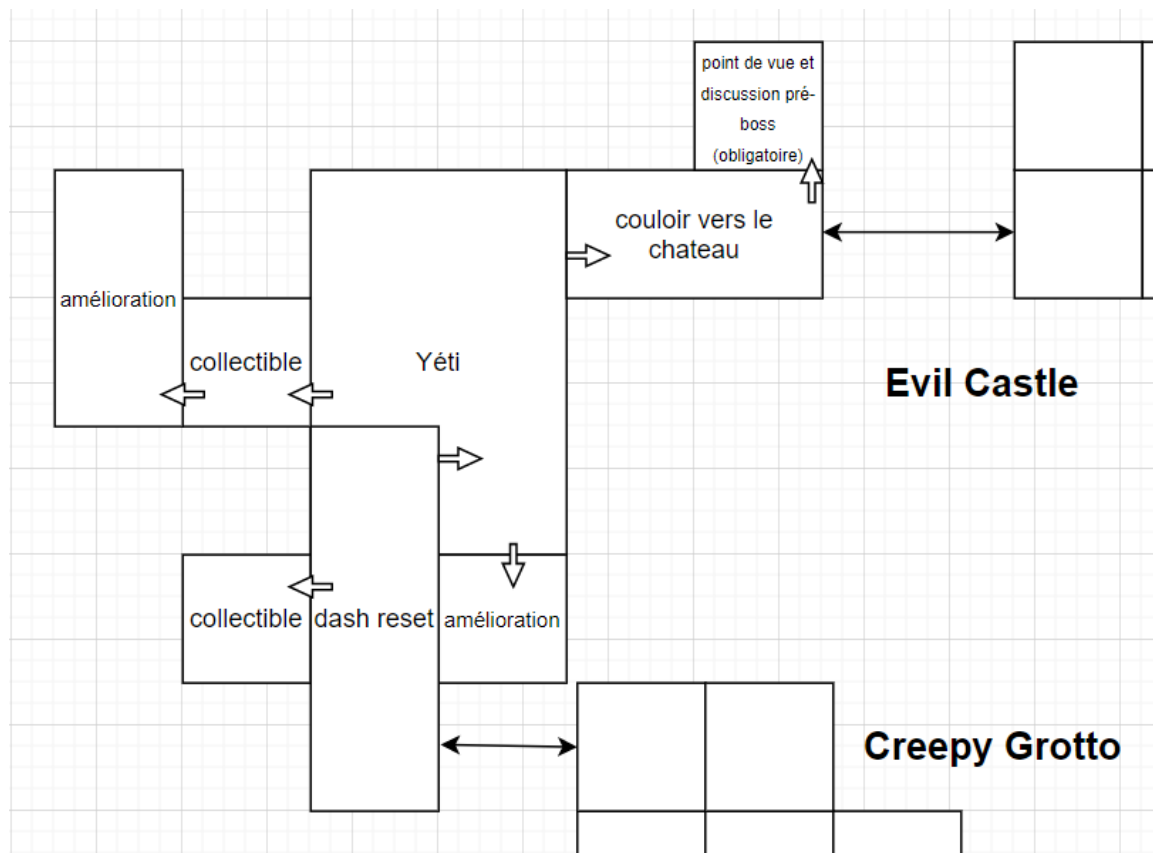 point de vue et
discussion pré-
boss
(obligatoire)
couloir vers le
chateau
amélioration
collectible
Yéti
Evil Castle
collectible
dash reset
amélioration
Creepy Grotto